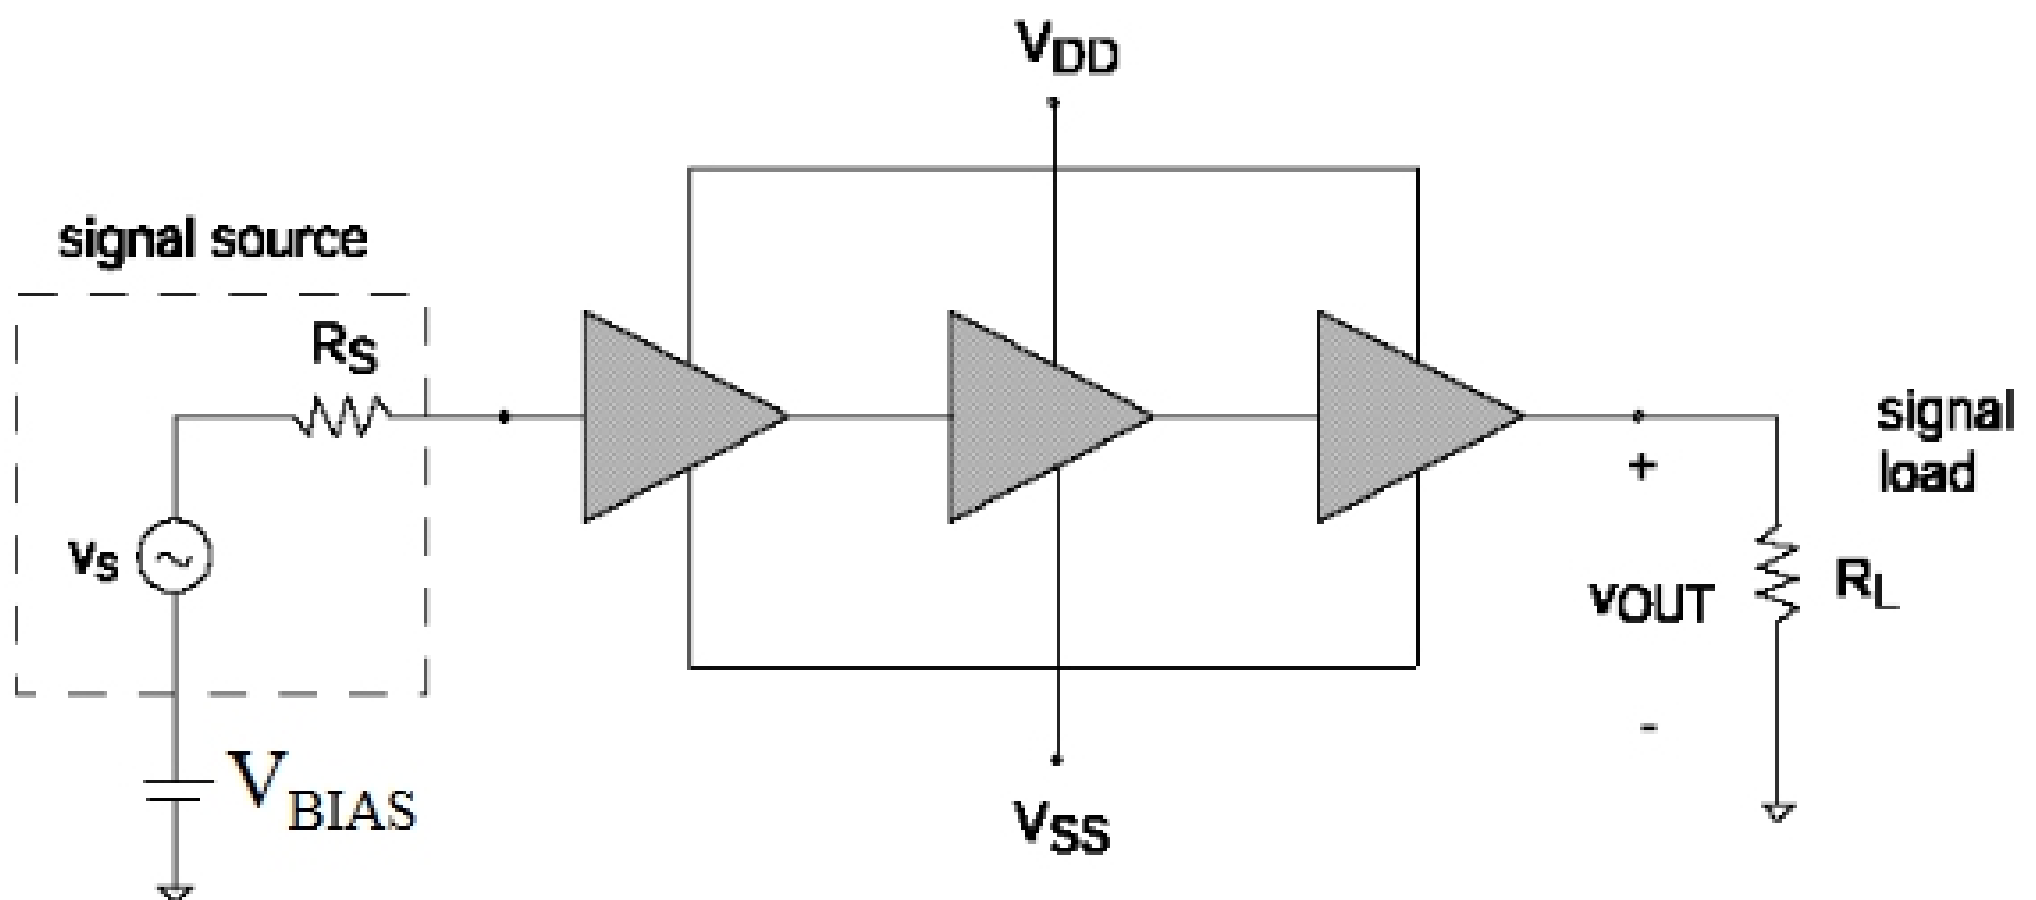 VDD
signal source
RS
signal
load
+
vS
vOUT
RL
-
VBIAS
VSS